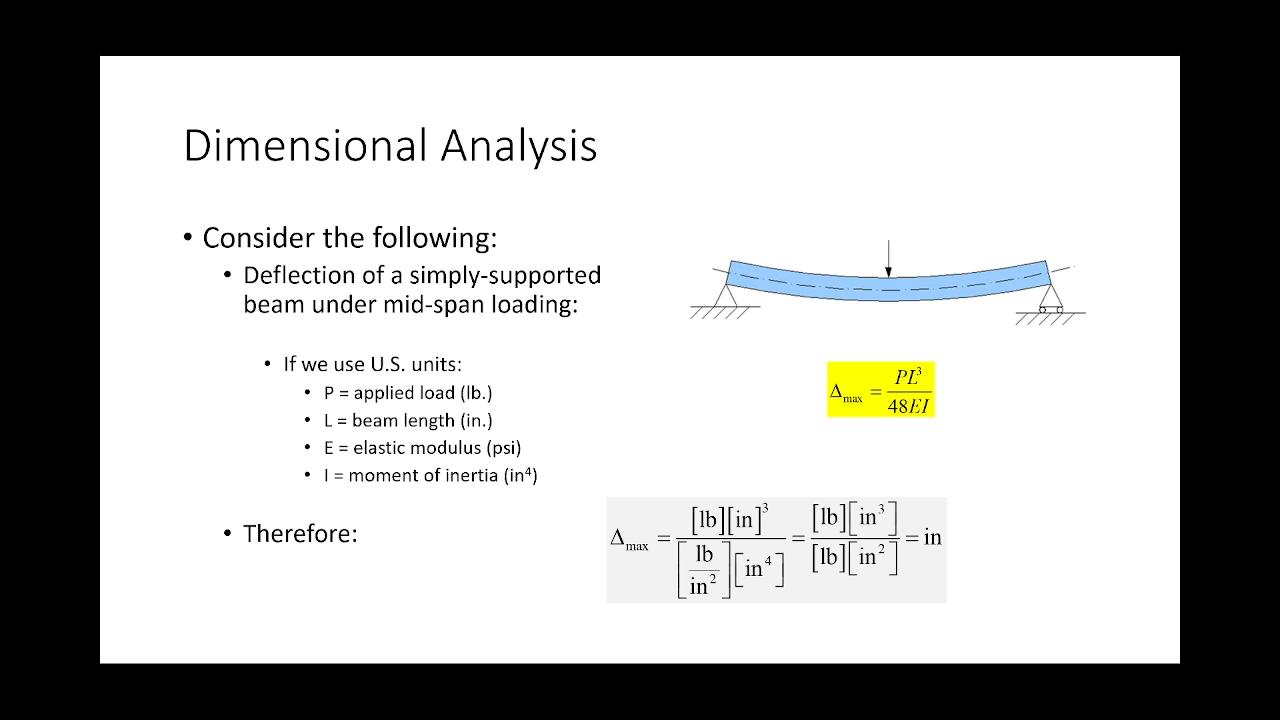 Dimensional Analysis
• Consider the following:
• Deflection of a simply-supported
beam under mid-span loading:
• If we use U.S. units:
• P = applied load (lb.)
• L = beam length (in.)
• E = elastic modulus (psi)
• I = moment of inertia (in⁴)
Δmax = PL³ / 48EI
• Therefore:
Δmax = [lb][in]³ / [lb/in²][in⁴] = [lb][in³] / [lb][in²] = in